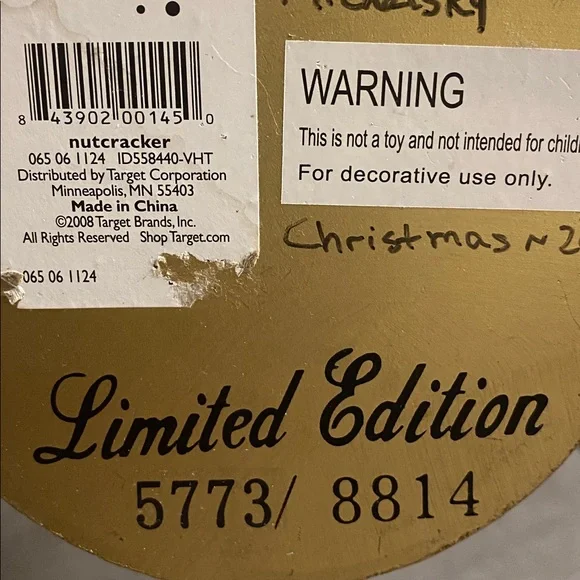 8 43902 00145 0
nutcracker
065 06 1124 ID558440-VHT
Distributed by Target Corporation
Minneapolis, MN 55403
Made in China
©2008 Target Brands, Inc.
All Rights Reserved ShopTarget.com
065 06 1124
WARNING
This is not a toy and not intended for child
For decorative use only.
Christmas ~ 2
Limited Edition
5773/ 8814